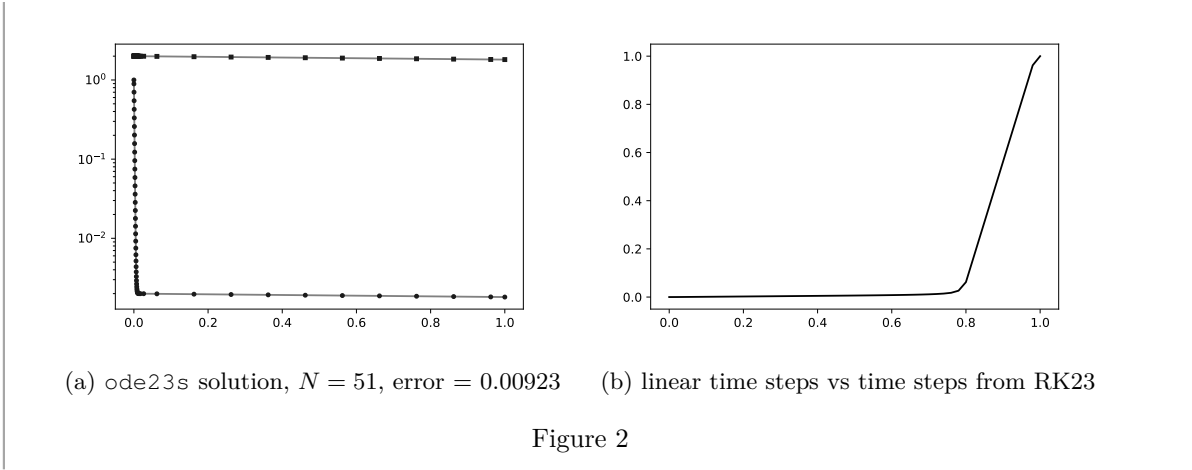 10⁰
10⁻¹
10⁻²
0.0 0.2 0.4 0.6 0.8 1.0
1.0
0.8
0.6
0.4
0.2
0.0
0.0 0.2 0.4 0.6 0.8 1.0
(a) ode23s solution, N = 51, error = 0.00923
(b) linear time steps vs time steps from RK23
Figure 2